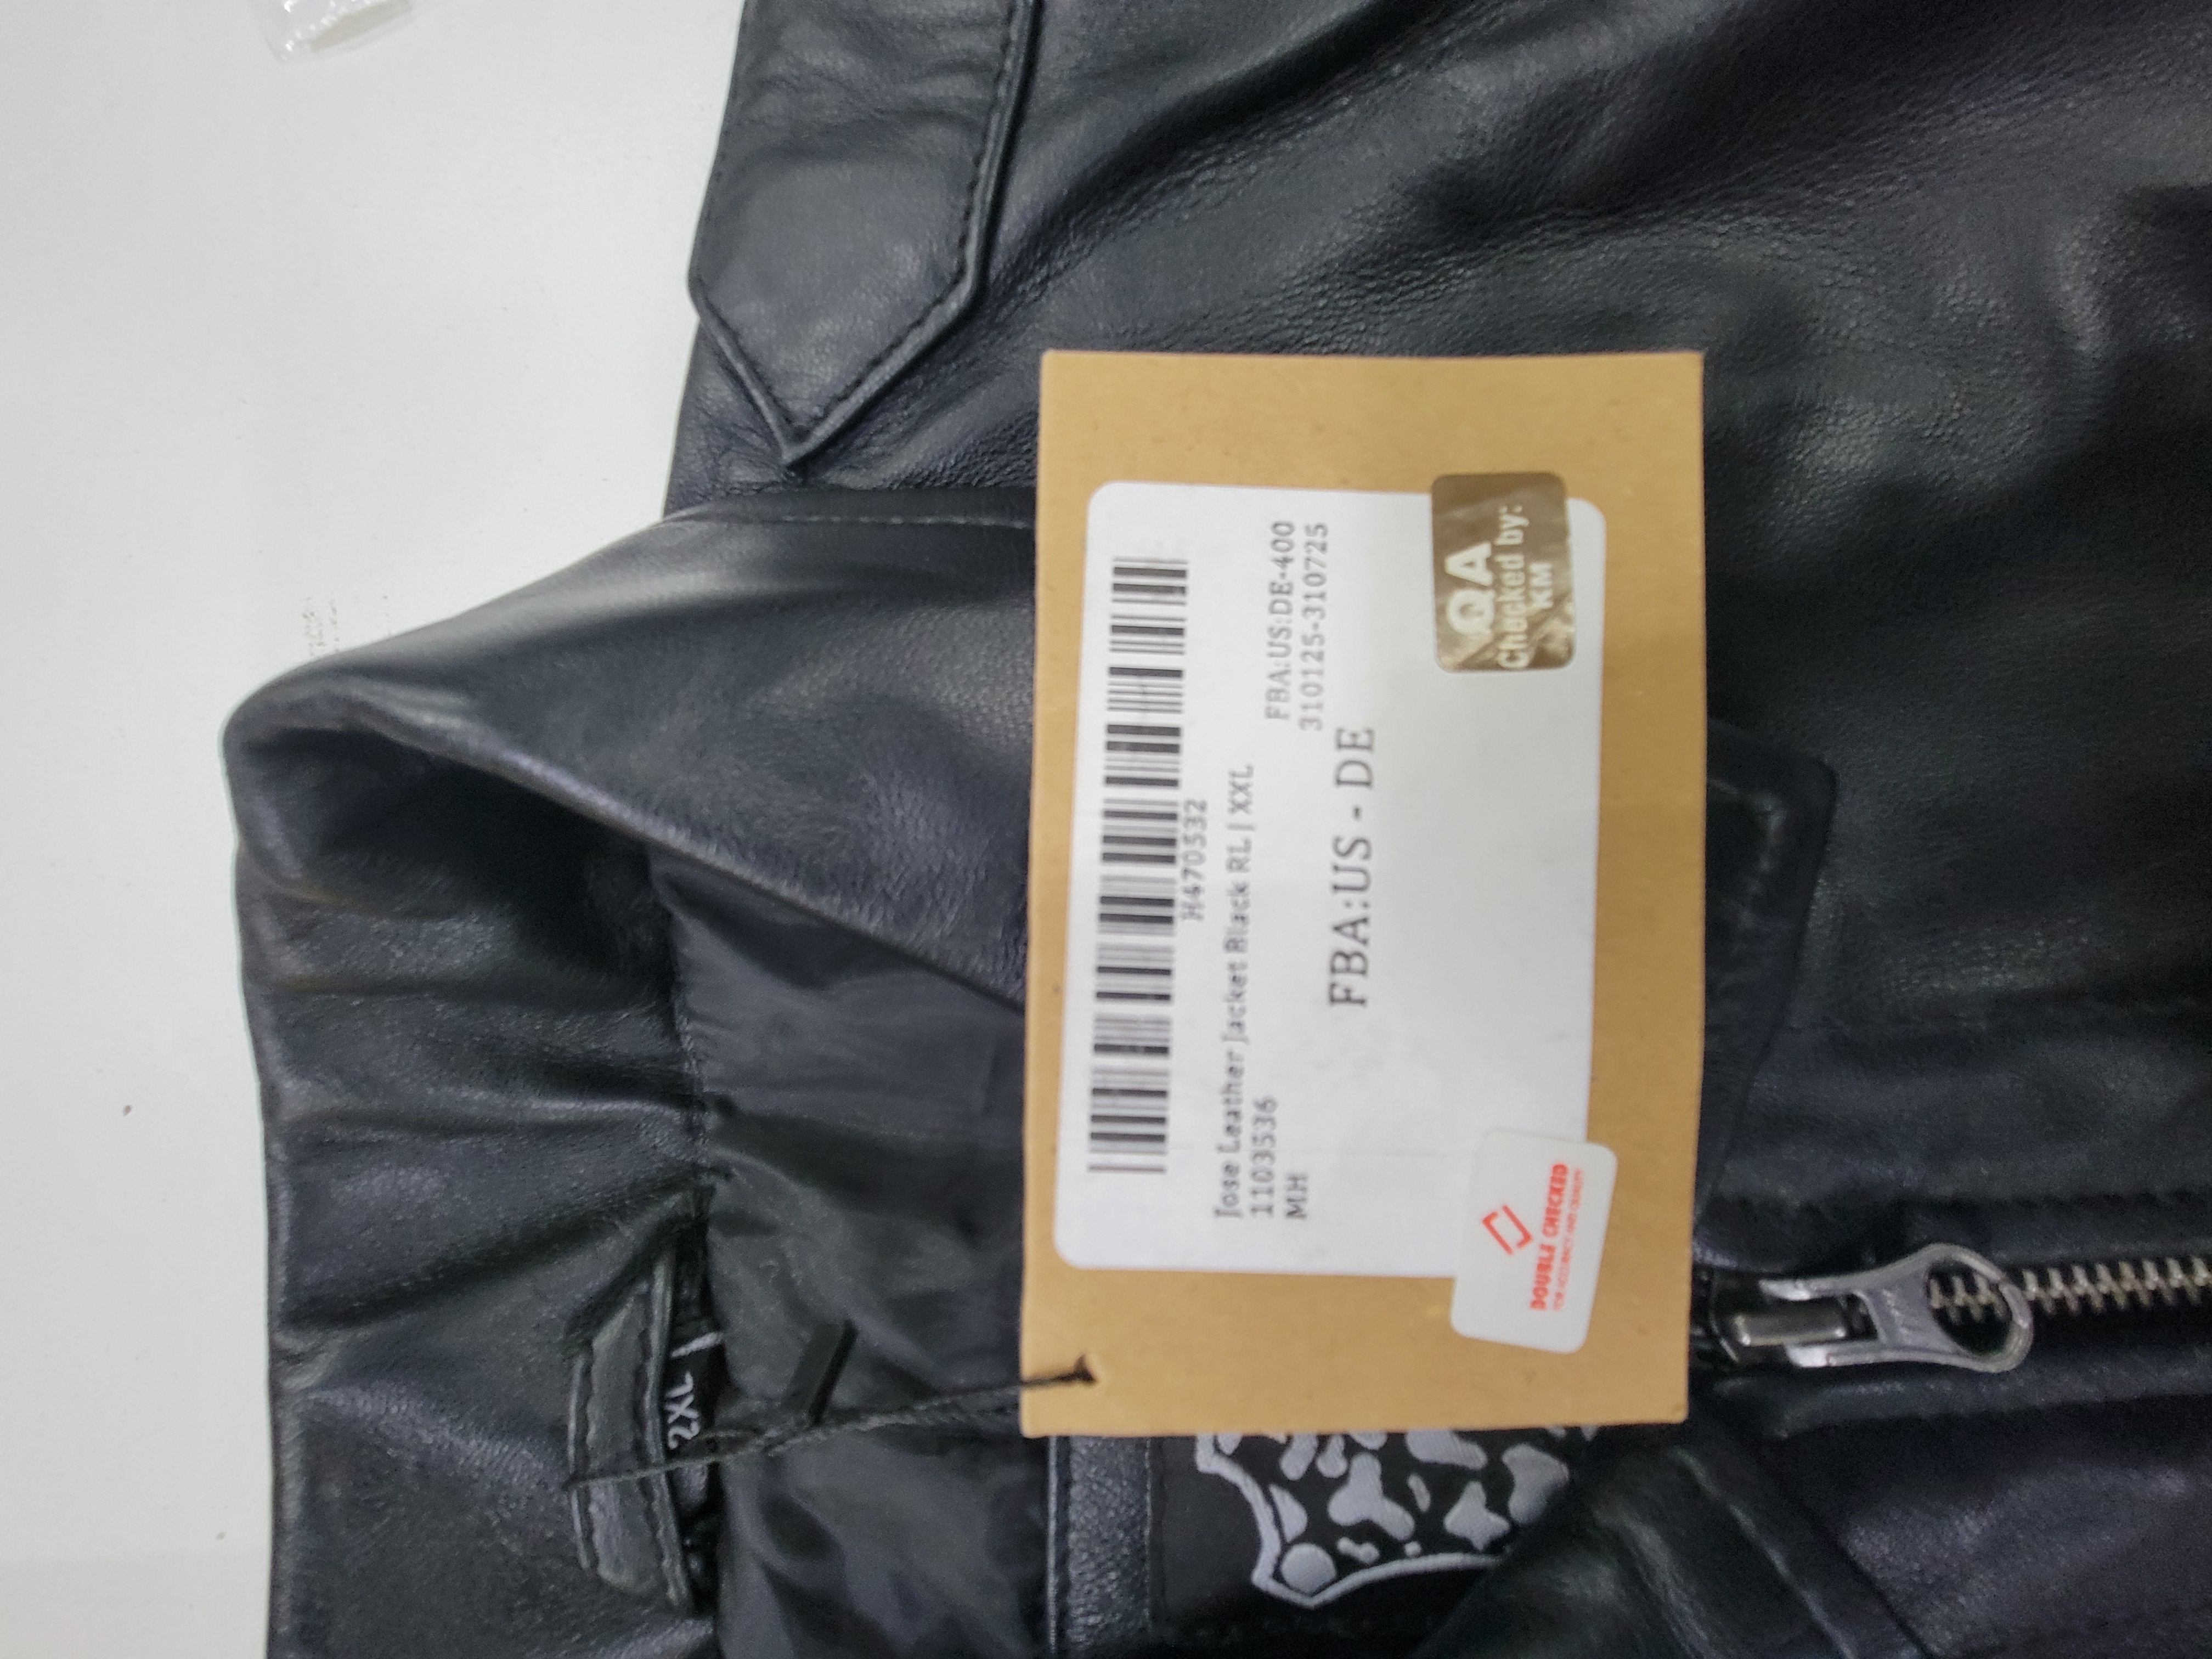 H470532
Jose Leather Jacket Black RL | XXL
11035536
FBA:US:DE-400
MH
310125-310725
FBA:US - DE
QA
Checked by:
KM
DOUBLE CHECKED
2XL